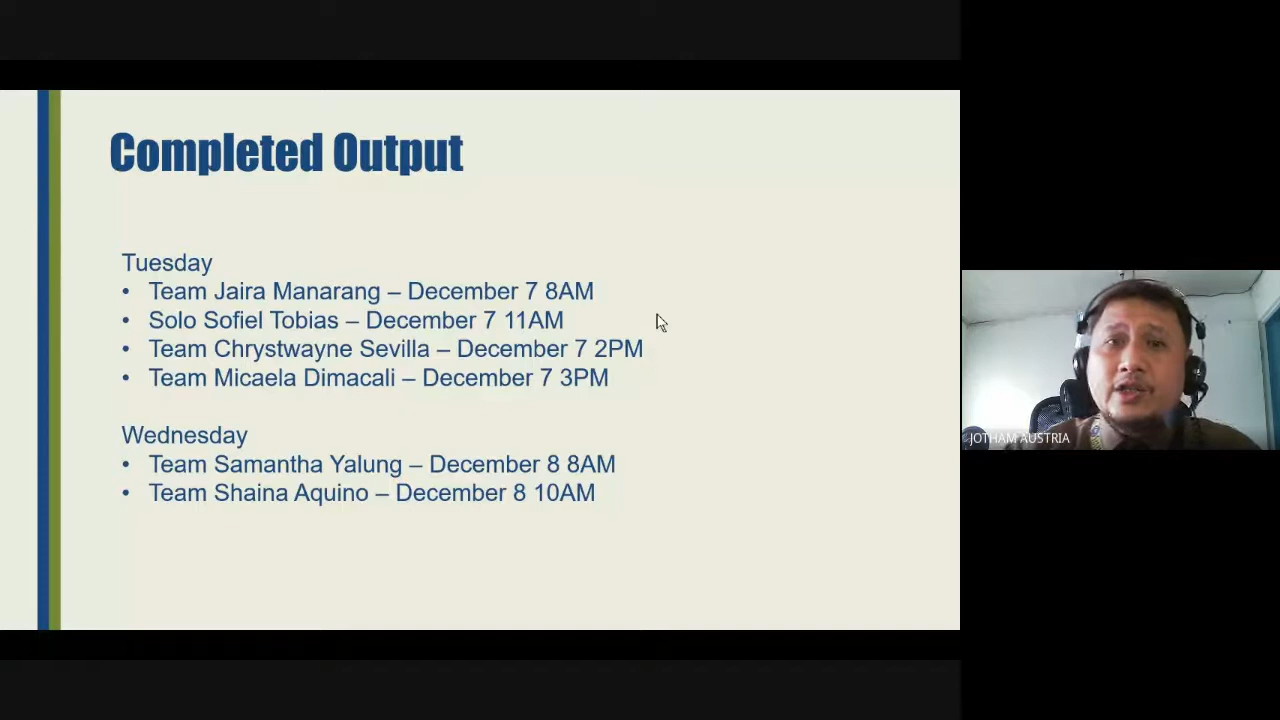 Completed Output
Tuesday
• Team Jaira Manarang – December 7 8AM
• Solo Sofiel Tobias – December 7 11AM
• Team Chrystwayne Sevilla – December 7 2PM
• Team Micaela Dimacali – December 7 3PM
Wednesday
• Team Samantha Yalung – December 8 8AM
• Team Shaina Aquino – December 8 10AM
JOTHAM AUSTRIA